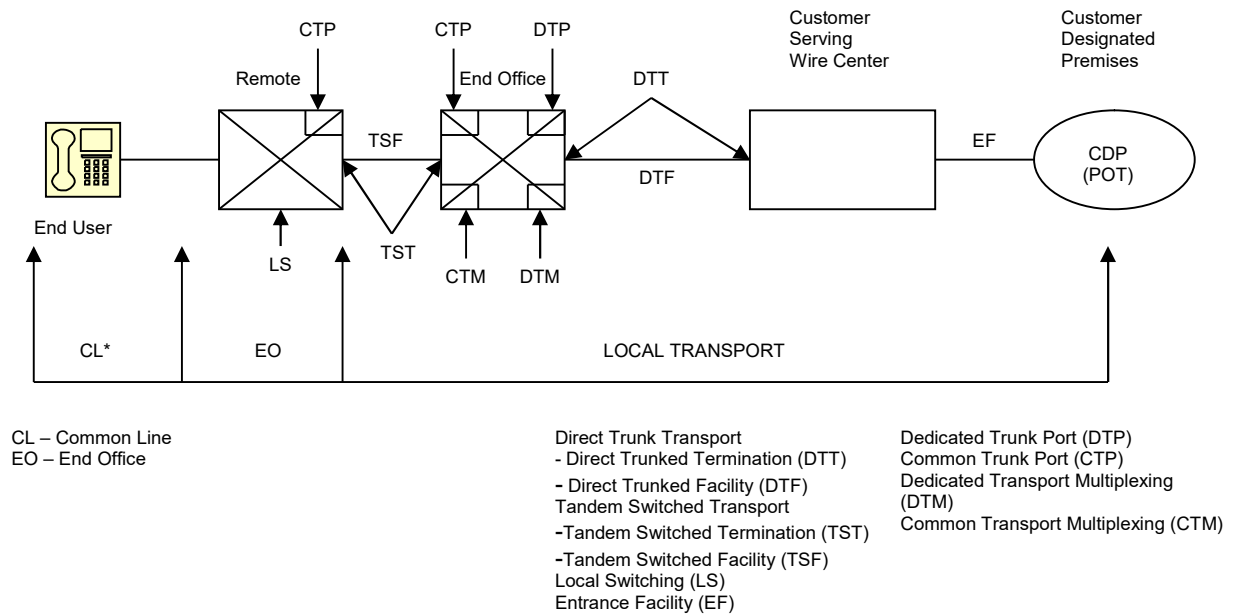 CTP
CTP
DTP
Customer
Serving
Wire Center
Customer
Designated
Premises
Remote
End Office
DTT
TSF
EF
DTF
CDP
(POT)
End User
LS
TST
CTM
DTM
CL*
EO
LOCAL TRANSPORT
CL – Common Line
EO – End Office
Direct Trunk Transport
- Direct Trunked Termination (DTT)
- Direct Trunked Facility (DTF)
Tandem Switched Transport
-Tandem Switched Termination (TST)
-Tandem Switched Facility (TSF)
Local Switching (LS)
Entrance Facility (EF)
Dedicated Trunk Port (DTP)
Common Trunk Port (CTP)
Dedicated Transport Multiplexing
(DTM)
Common Transport Multiplexing (CTM)